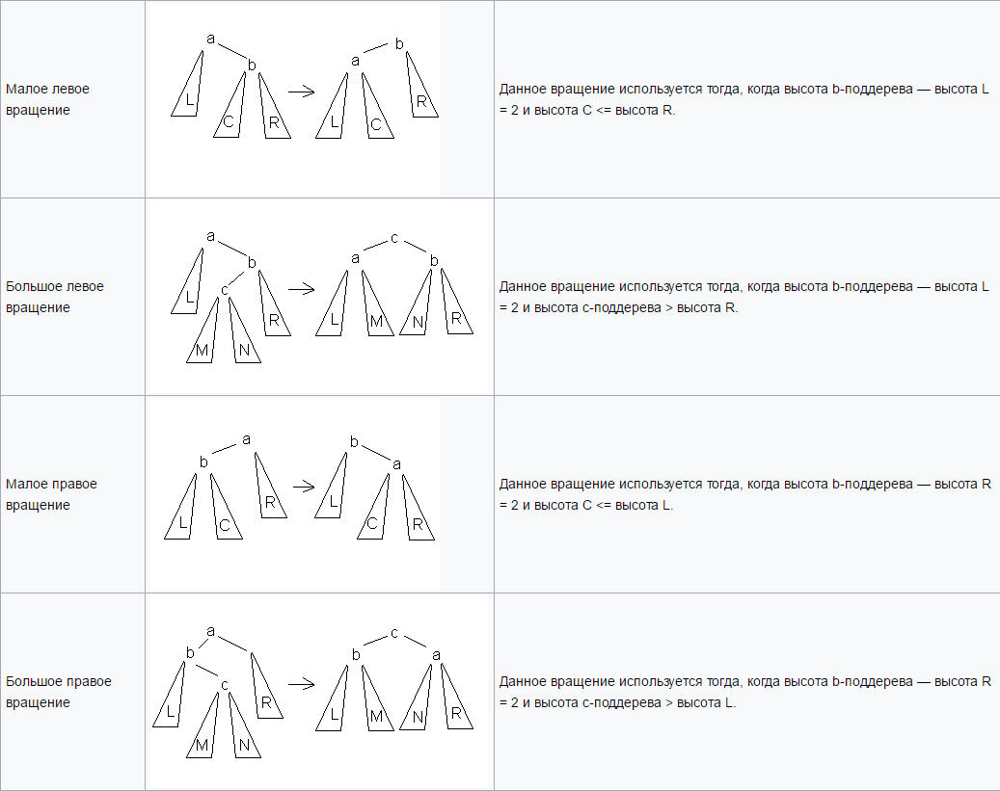 Малое левое
вращение
a
b
L
C
R
b
a
L
C
R
Данное вращение используется тогда, когда высота b-поддерева — высота L
= 2 и высота C <= высота R.
Большое левое
вращение
a
b
L
c
R
M
N
c
a
b
L
M
N
R
Данное вращение используется тогда, когда высота b-поддерева — высота L
= 2 и высота c-поддерева > высота R.
Малое правое
вращение
a
b
R
L
C
b
a
L
C
R
Данное вращение используется тогда, когда высота b-поддерева — высота R
= 2 и высота C <= высота L.
Большое правое
вращение
a
b
c
R
L
M
N
c
b
a
L
M
N
R
Данное вращение используется тогда, когда высота b-поддерева — высота R
= 2 и высота c-поддерева > высота L.